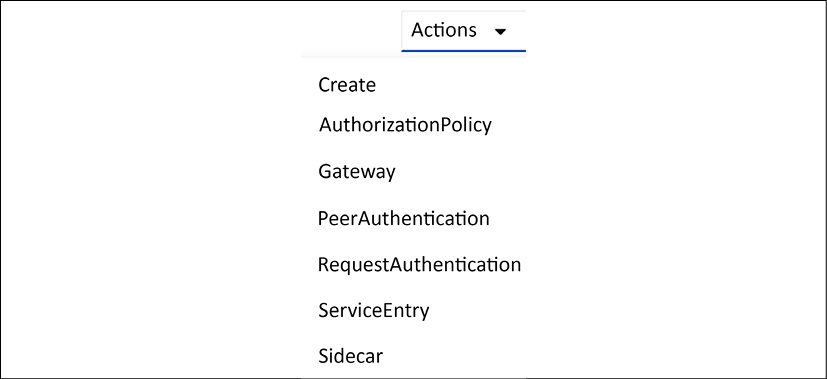 Actions
Create
AuthorizationPolicy
Gateway
PeerAuthentication
RequestAuthentication
ServiceEntry
Sidecar